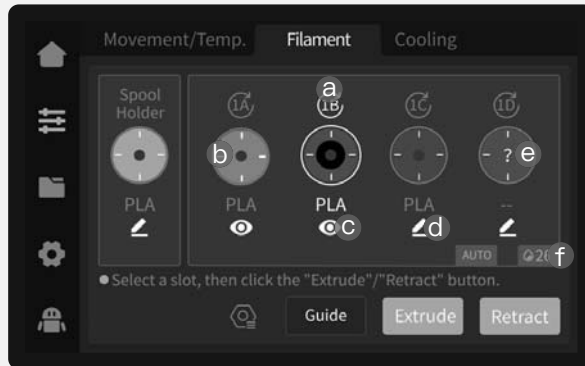 Movement/Temp. Filament Cooling
Spool
Holder
a
1A 1B 1C 1D
b
? e
PLA PLA PLA PLA --
c d
AUTO 20 f
Select a slot, then click the "Extrude"/"Retract" button.
Guide Extrude Retract